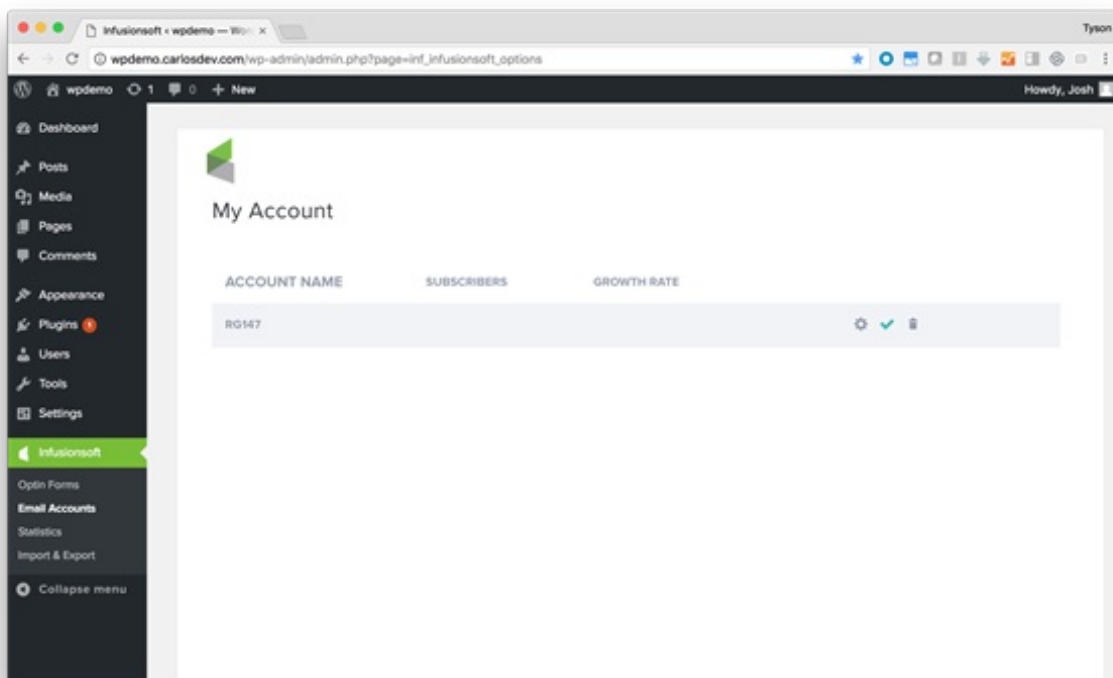 Infusionsoft ‹ wpdemo — Wor
Tyson
wpdemo.carlosdev.com/wp-admin/admin.php?page=inf_infusionsoft_options
wpdemo 1 0 + New
Howdy, Josh
Dashboard
Posts
Media
Pages
Comments
Appearance
Plugins 1
Users
Tools
Settings
Infusionsoft
Optin Forms
Email Accounts
Statistics
Import & Export
Collapse menu
My Account
ACCOUNT NAME SUBSCRIBERS GROWTH RATE
RG147